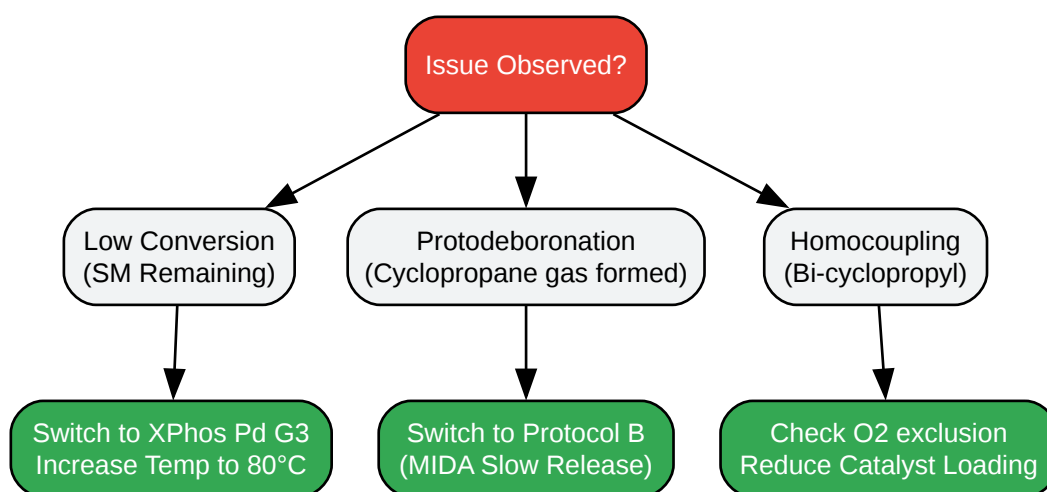 Issue Observed?
Low Conversion
(SM Remaining)
Protodeboronation
(Cyclopropane gas formed)
Homocoupling
(Bi-cyclopropyl)
Switch to XPhos Pd G3
Increase Temp to 80°C
Switch to Protocol B
(MIDA Slow Release)
Check O2 exclusion
Reduce Catalyst Loading